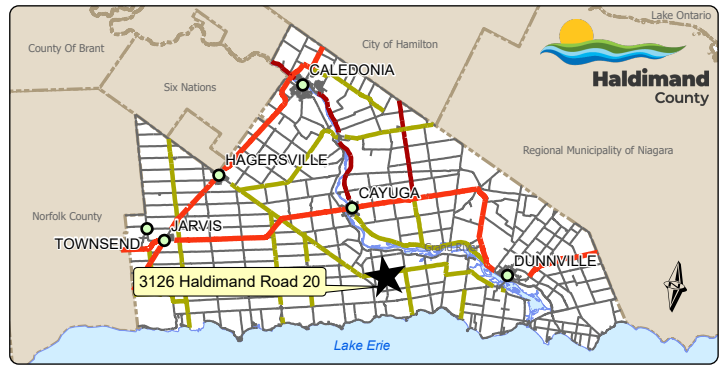 Lake Ontario
County Of Brant
City of Hamilton
Haldimand
County
Six Nations
CALEDONIA
Regional Municipality of Niagara
HAGERSVILLE
CAYUGA
Norfolk County
JARVIS
TOWNSEND
Grand River
DUNNVILLE
3126 Haldimand Road 20
Lake Erie